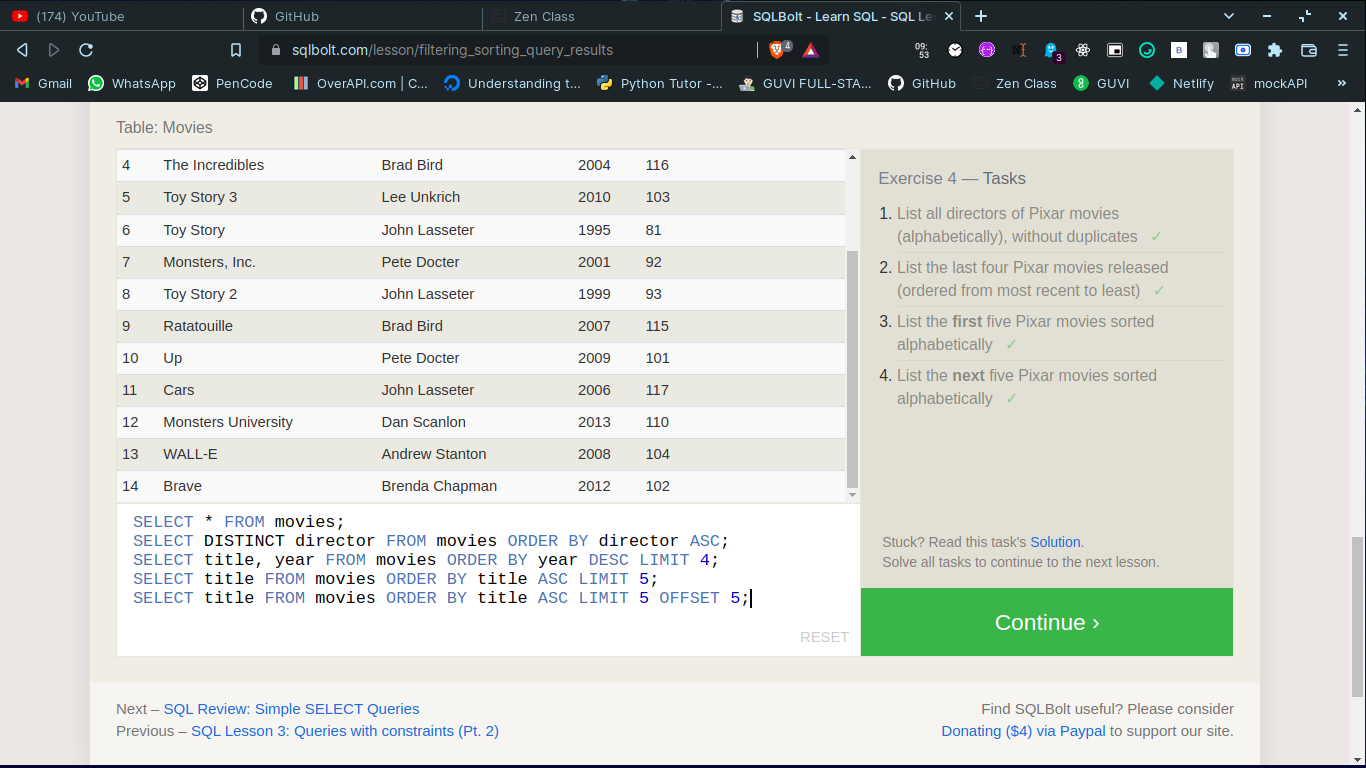 (174) YouTube
GitHub
Zen Class
SQLBolt - Learn SQL - SQL Le
sqlbolt.com/lesson/filtering_sorting_query_results
4
09:
53
3
B
Gmail
WhatsApp
PenCode
OverAPI.com | C...
Understanding t...
Python Tutor -...
GUVI FULL-STA...
GitHub
Zen Class
GUVI
Netlify
mock
API
mockAPI
»
Table: Movies
4 The Incredibles Brad Bird 2004 116
5 Toy Story 3 Lee Unkrich 2010 103
6 Toy Story John Lasseter 1995 81
7 Monsters, Inc. Pete Docter 2001 92
8 Toy Story 2 John Lasseter 1999 93
9 Ratatouille Brad Bird 2007 115
10 Up Pete Docter 2009 101
11 Cars John Lasseter 2006 117
12 Monsters University Dan Scanlon 2013 110
13 WALL-E Andrew Stanton 2008 104
14 Brave Brenda Chapman 2012 102
SELECT * FROM movies;
SELECT DISTINCT director FROM movies ORDER BY director ASC;
SELECT title, year FROM movies ORDER BY year DESC LIMIT 4;
SELECT title FROM movies ORDER BY title ASC LIMIT 5;
SELECT title FROM movies ORDER BY title ASC LIMIT 5 OFFSET 5;
RESET
Exercise 4 — Tasks
1. List all directors of Pixar movies
(alphabetically), without duplicates ✓
2. List the last four Pixar movies released
(ordered from most recent to least) ✓
3. List the first five Pixar movies sorted
alphabetically ✓
4. List the next five Pixar movies sorted
alphabetically ✓
Stuck? Read this task's Solution.
Solve all tasks to continue to the next lesson.
Continue ›
Next – SQL Review: Simple SELECT Queries
Previous – SQL Lesson 3: Queries with constraints (Pt. 2)
Find SQLBolt useful? Please consider
Donating ($4) via Paypal to support our site.